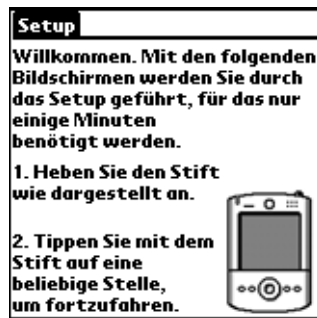 Setup
Willkommen. Mit den folgenden
Bildschirmen werden Sie durch
das Setup geführt, für das nur
einige Minuten
benötigt werden.
1. Heben Sie den Stift
wie dargestellt an.
2. Tippen Sie mit dem
Stift auf eine
beliebige Stelle,
um fortzufahren.